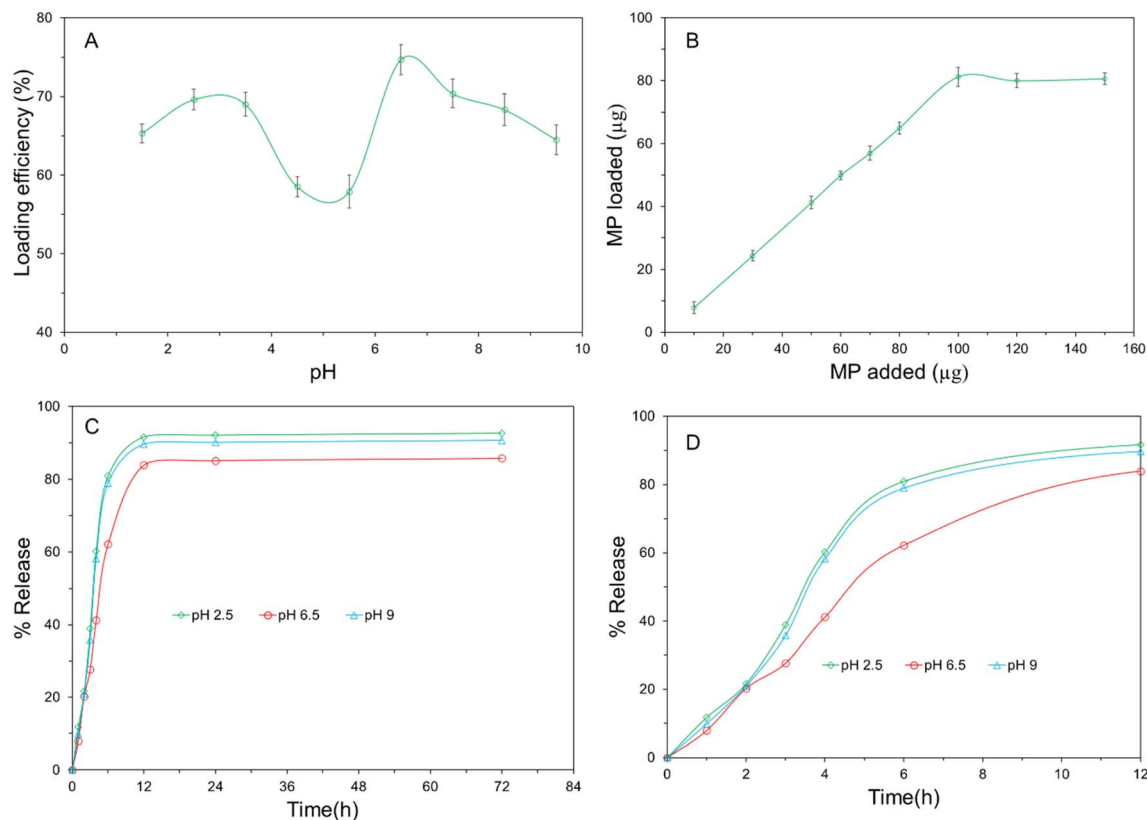 A
Loading efficiency (%)
80
70
60
50
40
0 2 4 6 8 10
pH
B
MP loaded (µg)
100
80
60
40
20
0
0 20 40 60 80 100 120 140 160
MP added (µg)
C
% Release
100
80
60
40
20
0
pH 2.5 pH 6.5 pH 9
0 12 24 36 48 60 72 84
Time(h)
D
% Release
100
80
60
40
20
0
pH 2.5 pH 6.5 pH 9
0 2 4 6 8 10 12
Time(h)